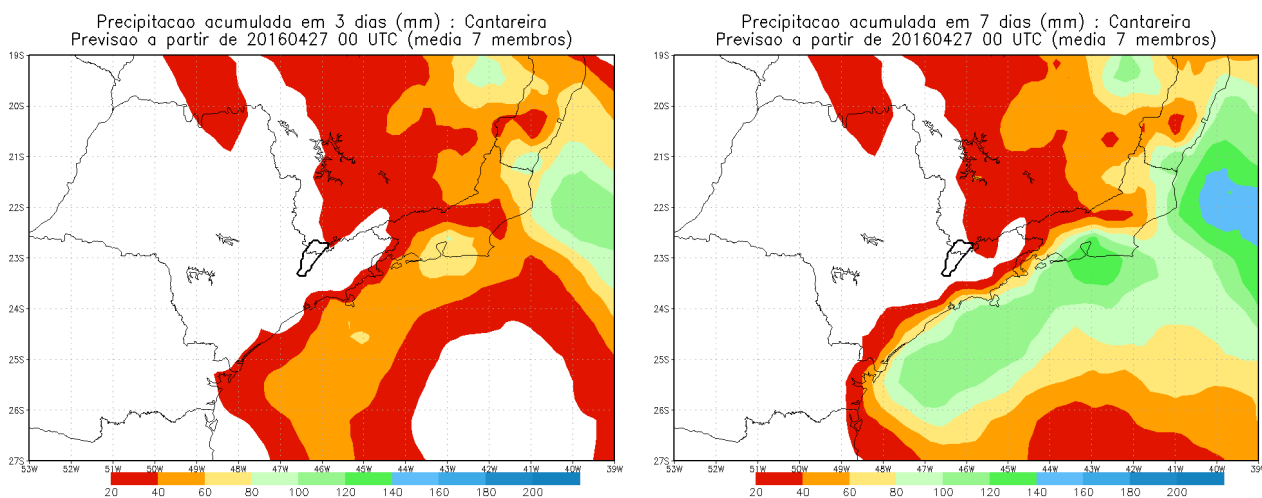 Precipitacao acumulada em 3 dias (mm) : Cantareira
Previsao a partir de 20160427 00 UTC (media 7 membros)
19S
20S
21S
22S
23S
24S
25S
26S
27S
53W 52W 51W 50W 49W 48W 47W 46W 45W 44W 43W 42W 41W 40W 39W
20 40 60 80 100 120 140 160 180 200
Precipitacao acumulada em 7 dias (mm) : Cantareira
Previsao a partir de 20160427 00 UTC (media 7 membros)
19S
20S
21S
22S
23S
24S
25S
26S
27S
53W 52W 51W 50W 49W 48W 47W 46W 45W 44W 43W 42W 41W 40W 39W
20 40 60 80 100 120 140 160 180 200